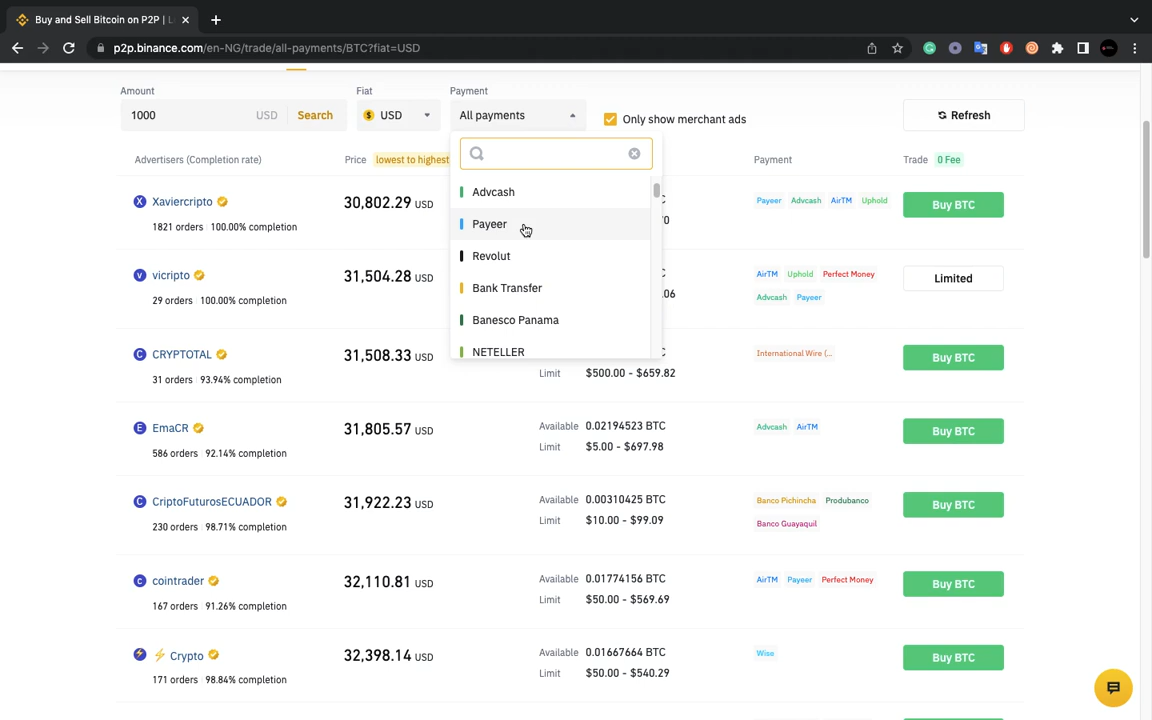 Buy and Sell Bitcoin on P2P | L
p2p.binance.com/en-NG/trade/all-payments/BTC?fiat=USD
Amount Fiat Payment
1000 USD Search $ USD All payments Only show merchant ads Refresh
Advertisers (Completion rate) Price lowest to highest Payment Trade 0 Fee
Advcash
Payeer
Revolut
Bank Transfer
Banesco Panama
NETELLER
X Xaviercripto 30,802.29 USD C Payeer Advcash AirTM Uphold Buy BTC
1821 orders 100.00% completion
v vicripto 31,504.28 USD C AirTM Uphold Perfect Money Limited
29 orders 100.00% completion .06 Advcash Payeer
C CRYPTOTAL 31,508.33 USD C International Wire (... Buy BTC
31 orders 93.94% completion Limit $500.00 - $659.82
E EmaCR 31,805.57 USD Available 0.02194523 BTC Advcash AirTM Buy BTC
586 orders 92.14% completion Limit $5.00 - $697.98
C CriptoFuturosECUADOR 31,922.23 USD Available 0.00310425 BTC Banco Pichincha Produbanco Buy BTC
230 orders 98.71% completion Limit $10.00 - $99.09 Banco Guayaquil
c cointrader 32,110.81 USD Available 0.01774156 BTC AirTM Payeer Perfect Money Buy BTC
167 orders 91.26% completion Limit $50.00 - $569.69
Crypto 32,398.14 USD Available 0.01667664 BTC Wise Buy BTC
171 orders 98.84% completion Limit $50.00 - $540.29